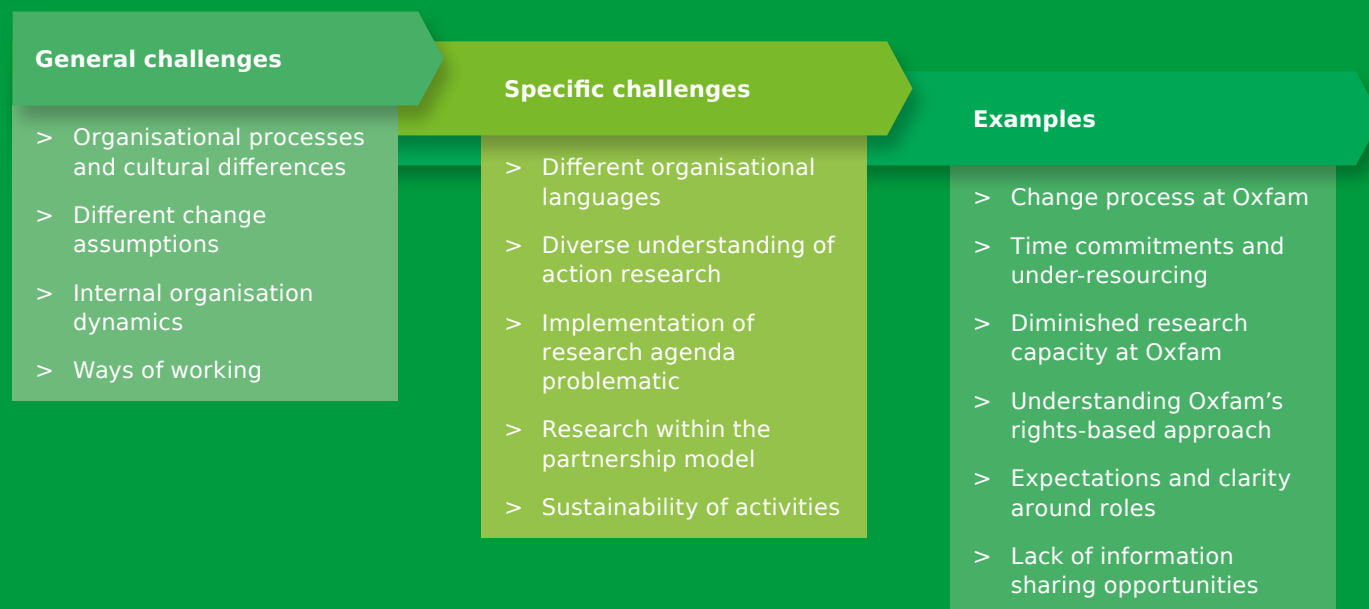 General challenges
> Organisational processes
and cultural differences
> Different change
assumptions
> Internal organisation
dynamics
> Ways of working
Specific challenges
> Different organisational
languages
> Diverse understanding of
action research
> Implementation of
research agenda
problematic
> Research within the
partnership model
> Sustainability of activities
Examples
> Change process at Oxfam
> Time commitments and
under-resourcing
> Diminished research
capacity at Oxfam
> Understanding Oxfam’s
rights-based approach
> Expectations and clarity
around roles
> Lack of information
sharing opportunities